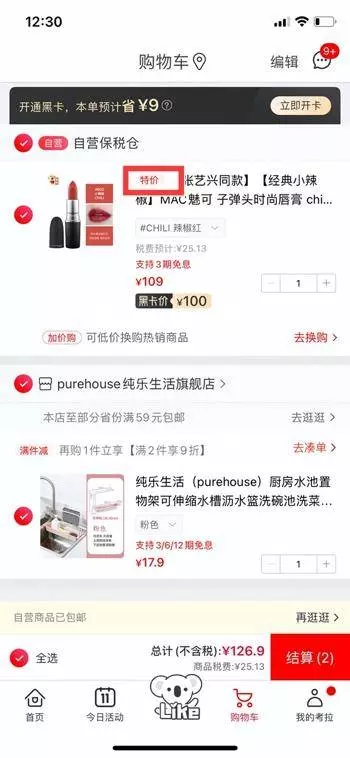 12:30
购物车
编辑
9+
开通黑卡，本单预计省 ¥9
立即开卡
自营 自营保税仓
特价 张艺兴同款】【经典小辣
椒】MAC魅可 子弹头时尚唇膏 chi...
#CHILI 辣椒红
税费预计:¥25.13
支持3期免息
¥109
1
黑卡价 ¥100
加价购 可低价换购热销商品 去换购
purehouse纯乐生活旗舰店
本店至部分省份满59元包邮 去逛逛
满件减 再购1件立享【满2件享9折】 去凑单
纯乐生活（purehouse）厨房水池置
物架可伸缩水槽沥水篮洗碗池洗菜...
粉色
粉色
支持3/6/12期免息
¥17.9
1
自营商品已包邮 再逛逛
全选
总计 (不含税):¥126.9
商品税费:¥25.13
结算 (2)
Like
11
首页 今日活动 购物车 我的考拉